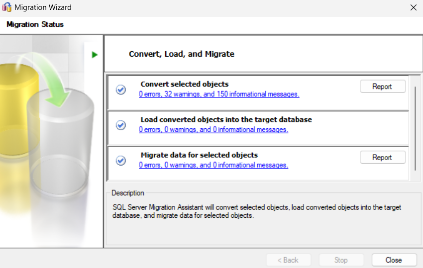 Migration Wizard
Migration Status
Convert, Load, and Migrate
Convert selected objects
0 errors, 32 warnings, and 150 informational messages.
Report
Load converted objects into the target database
0 errors, 0 warnings, and 0 informational messages.
Migrate data for selected objects
0 errors, 0 warnings, and 0 informational messages.
Report
Description
SQL Server Migration Assistant will convert selected objects, load converted objects into the target
database, and migrate data for selected objects.
< Back
Stop
Close